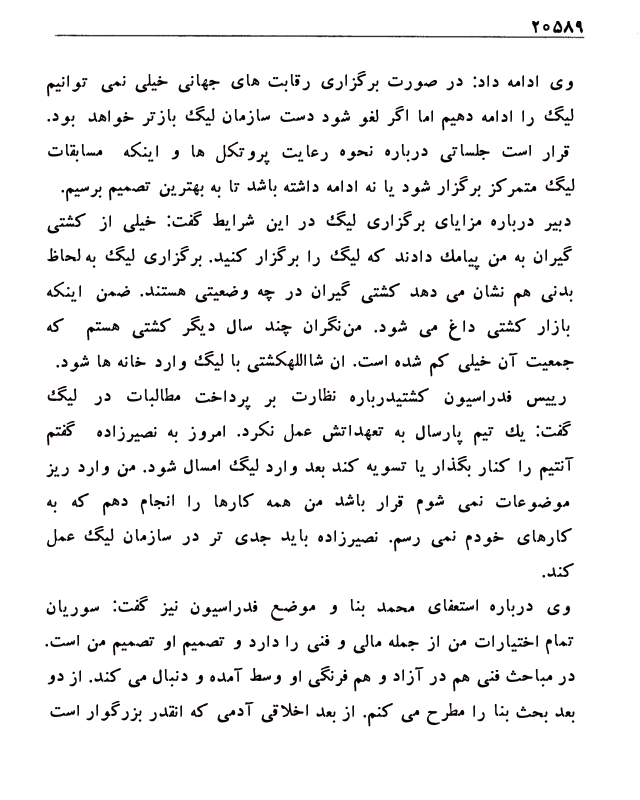 ۲۰۵۸۹
وی ادامه داد: در صورت برگزاری رقابت های جهانی خیلی نمی توانیم
لیگ را ادامه دهیم اما اگر لغو شود دست سازمان لیگ بازتر خواهد بود.
قرار است جلساتی درباره نحوه رعایت پروتکل ها و اینکه مسابقات
لیگ متمرکز برگزار شود یا نه ادامه داشته باشد تا به بهترین تصمیم برسیم.
دبیر درباره مزایای برگزاری لیگ در این شرایط گفت: خیلی از کشتی
گیران به من پیامک دادند که لیگ را برگزار کنید. برگزاری لیگ به لحاظ
بدنی هم نشان می دهد کشتی گیران در چه وضعیتی هستند. ضمن اینکه
بازار کشتی داغ می شود. من‌نگران چند سال دیگر کشتی هستم که
جمعیت آن خیلی کم شده است. ان شااللهکشتی با لیگ وارد خانه ها شود.
رییس فدراسیون کشتیدرباره نظارت بر پرداخت مطالبات در لیگ
گفت: یک تیم پارسال به تعهداتش عمل نکرد. امروز به نصیرزاده گفتم
آنتیم را کنار بگذار یا تسویه کند بعد وارد لیگ امسال شود. من وارد ریز
موضوعات نمی شوم قرار باشد من همه کارها را انجام دهم که به
کارهای خودم نمی رسم. نصیرزاده باید جدی تر در سازمان لیگ عمل
کند.
وی درباره استعفای محمد بنا و موضع فدراسیون نیز گفت: سوریان
تمام اختیارات من از جمله مالی و فنی را دارد و تصمیم او تصمیم من است.
در مباحث فنی هم در آزاد و هم فرنگی او وسط آمده و دنبال می کند. از دو
بعد بحث بنا را مطرح می کنم. از بعد اخلاقی آدمی که انقدر بزرگوار است